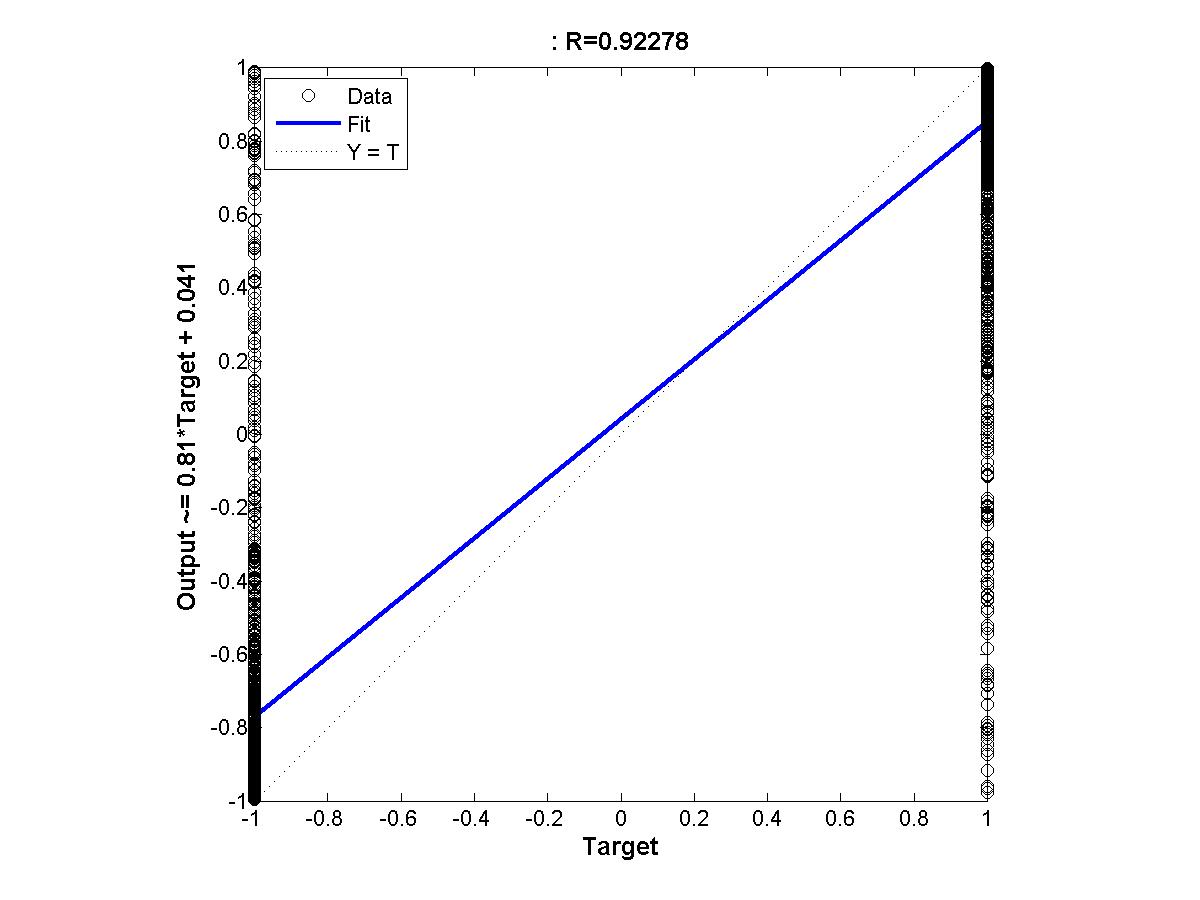 : R=0.92278
Data
Fit
Y = T
Output ~= 0.81*Target + 0.041
1
0.8
0.6
0.4
0.2
0
-0.2
-0.4
-0.6
-0.8
-1
-1 -0.8 -0.6 -0.4 -0.2 0 0.2 0.4 0.6 0.8 1
Target